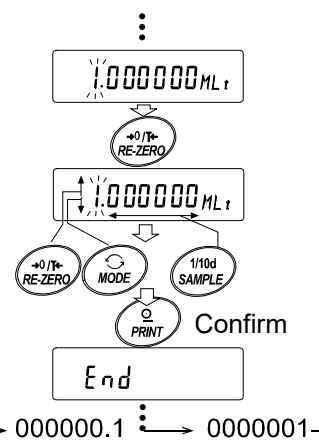 1.000000 MLt
→0/T←
RE-ZERO
1.000000 MLt
→0/T←
RE-ZERO
MODE
1/10d
SAMPLE
PRINT
Confirm
End
000000.1
0000001